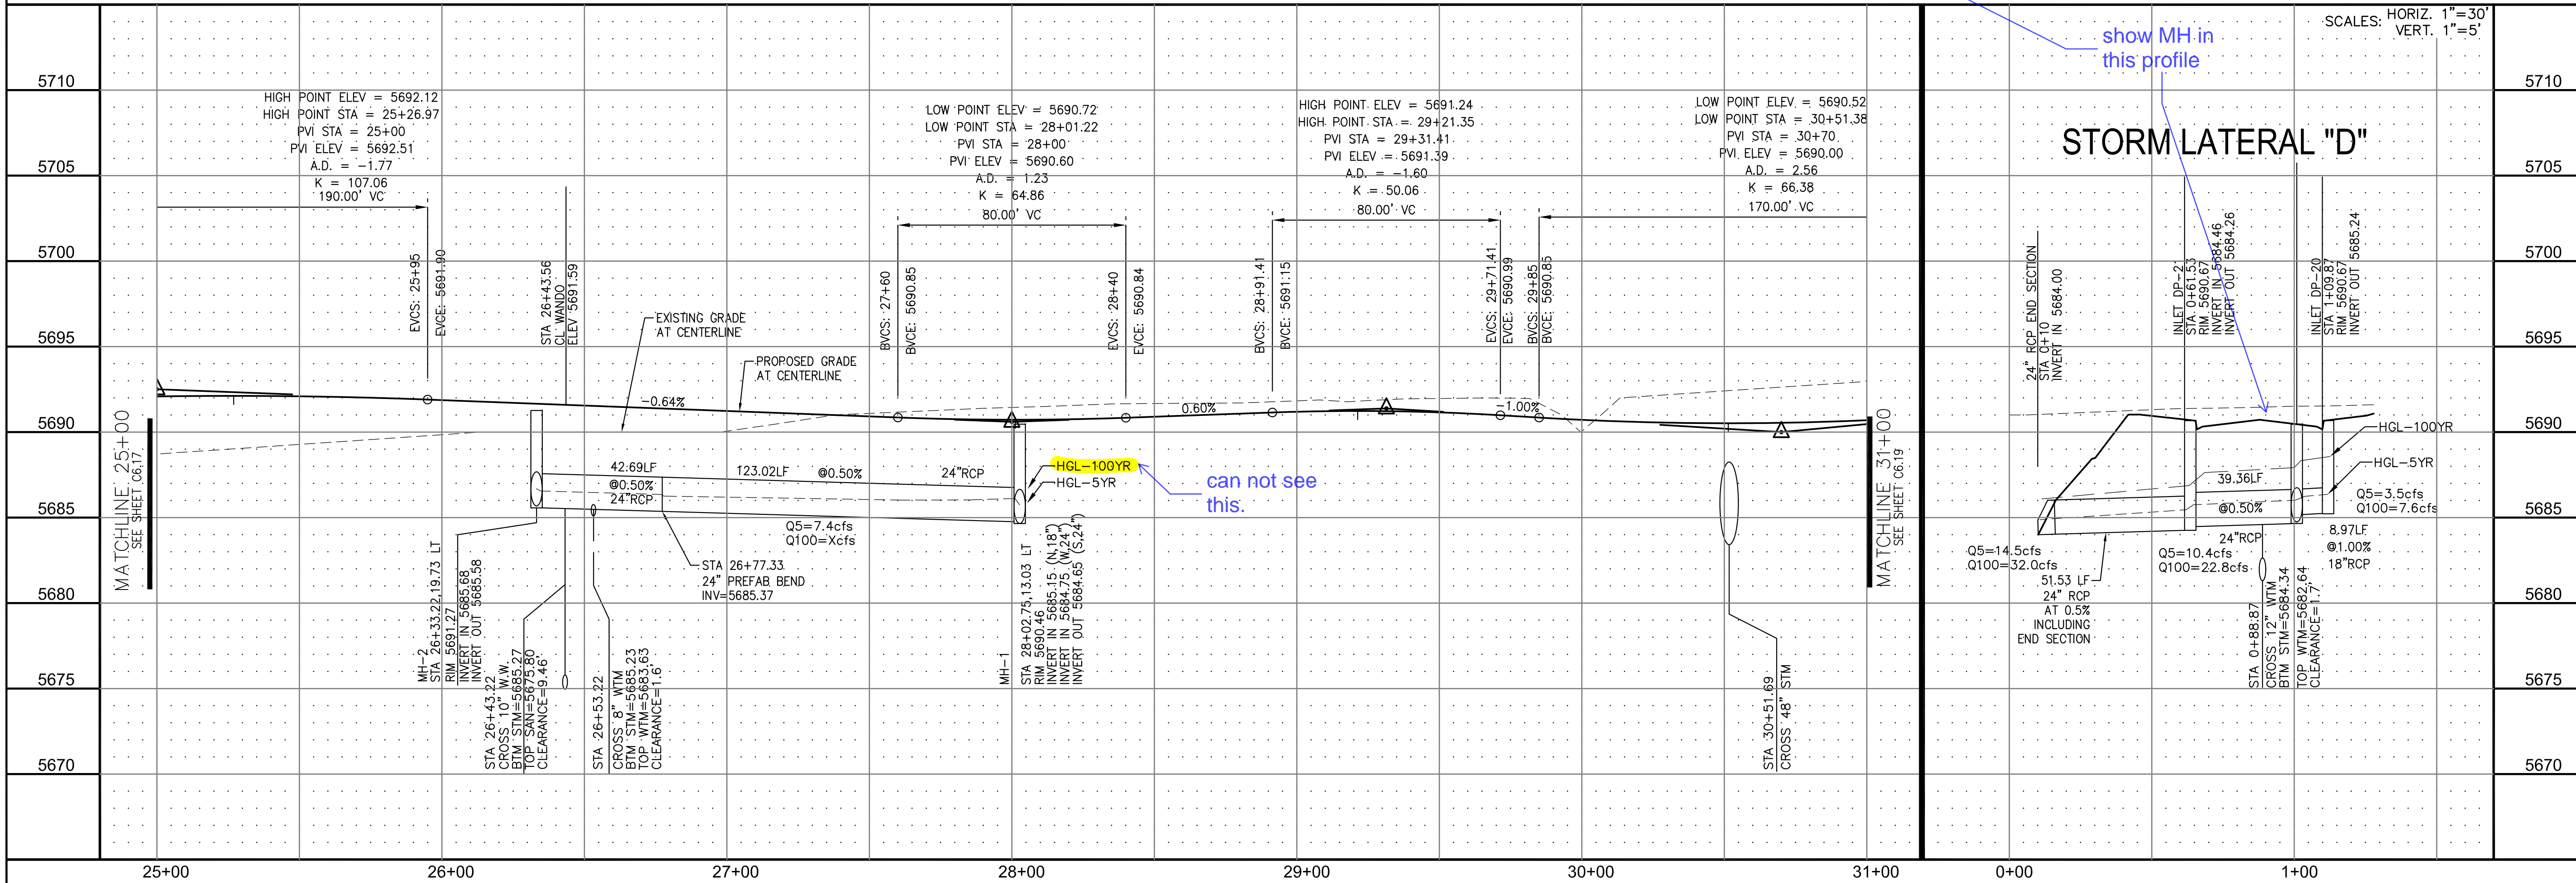 SCALES: HORIZ. 1"=30'
VERT. 1"=5'
show MH in
this profile
STORM LATERAL "D"
5710
5705
5700
5695
5690
5685
5680
5675
5670
5710
5705
5700
5695
5690
5685
5680
5675
5670
HIGH POINT ELEV = 5692.12
HIGH POINT STA = 25+26.97
PVI STA = 25+00
PVI ELEV = 5692.51
A.D. = -1.77
K = 107.06
190.00' VC
LOW POINT ELEV = 5690.72
LOW POINT STA = 28+01.22
PVI STA = 28+00
PVI ELEV = 5690.60
A.D. = 1.23
K = 64.86
80.00' VC
HIGH POINT ELEV = 5691.24
HIGH POINT STA = 29+21.35
PVI STA = 29+31.41
PVI ELEV = 5691.39
A.D. = -1.60
K = 50.06
80.00' VC
LOW POINT ELEV = 5690.52
LOW POINT STA = 30+51.38
PVI STA = 30+70
PVI ELEV = 5690.00
A.D. = 2.56
K = 66.38
170.00' VC
EVCS: 25+95
EVCE: 5691.90
STA 26+43.56
CL WANDO
ELEV 5691.59
BVCS: 27+60
BVCE: 5690.85
EVCS: 28+40
EVCE: 5690.84
BVCS: 28+91.41
BVCE: 5691.15
EVCS: 29+71.41
EVCE: 5690.99
BVCS: 29+85
BVCE: 5690.85
EXISTING GRADE
AT CENTERLINE
PROPOSED GRADE
AT CENTERLINE
-0.64%
0.60%
-1.00%
MATCHLINE 25+00
SEE SHEET C6.17
MATCHLINE 31+00
SEE SHEET C6.19
42.69LF
@0.50%
24"RCP
123.02LF
@0.50%
24"RCP
HGL-100YR
HGL-5YR
can not see
this.
Q5=7.4cfs
Q100=Xcfs
STA 26+77.33
24" PREFAB BEND
INV=5685.37
MH-2
STA 26+33.22,19.73 LT
RIM 5691.27
INVERT IN 5685.68
INVERT OUT 5685.58
STA 26+43.22
CROSS 10" W.W.
BTM STM=5685.27
TOP SAN=5675.80
CLEARANCE=9.46'
STA 26+53.22
CROSS 8" WTM
BTM STM=5685.23
TOP WTM=5683.63
CLEARANCE=1.6'
MH-1
STA 28+02.75,13.03 LT
RIM 5690.46
INVERT IN 5685.15 (N,18")
INVERT IN 5684.75 (W,24")
INVERT OUT 5684.65 (S,24")
STA 30+51.69
CROSS 48" STM
24" RCP END SECTION
STA 0+10
INVERT IN 5684.00
INLET DP-21
STA 0+61.53
RIM 5690.67
INVERT IN 5684.46
INVERT OUT 5684.26
INLET DP-20
STA 1+09.87
RIM 5690.67
INVERT OUT 5685.24
HGL-100YR
HGL-5YR
39.36LF
@0.50%
24"RCP
Q5=3.5cfs
Q100=7.6cfs
8.97LF
@1.00%
18"RCP
Q5=14.5cfs
Q100=32.0cfs
Q5=10.4cfs
Q100=22.8cfs
51.53 LF
24" RCP
AT 0.5%
INCLUDING
END SECTION
STA 0+88.87
CROSS 12" WTM
BTM STM=5684.34
TOP WTM=5682.64
CLEARANCE=1.7'
25+00
26+00
27+00
28+00
29+00
30+00
31+00
0+00
1+00